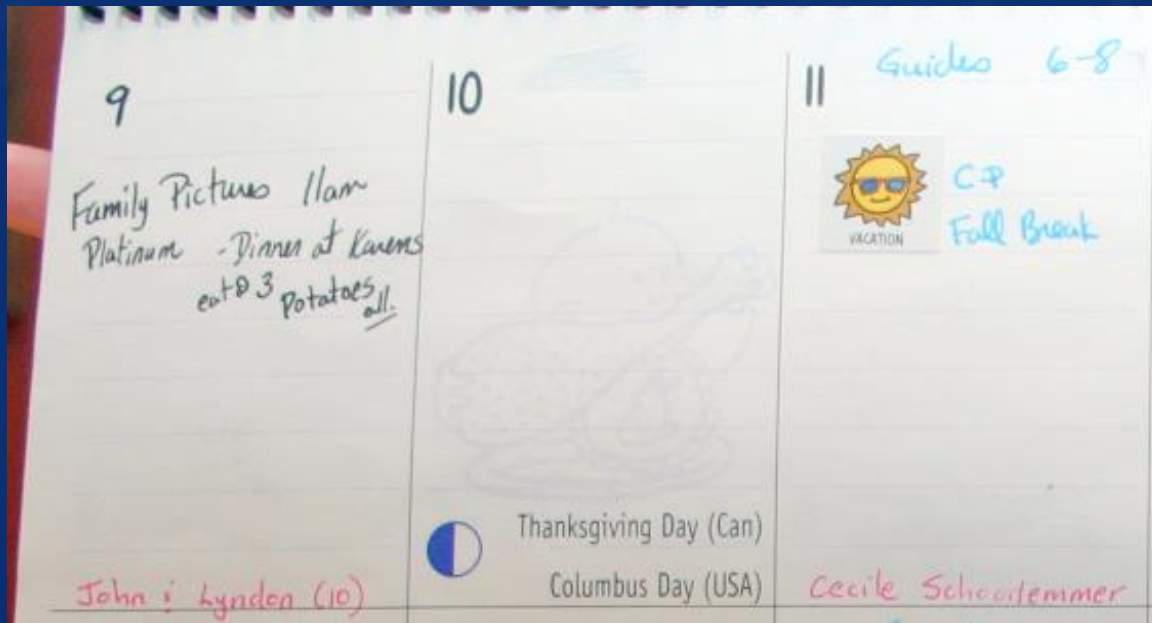 9
Family Pictures 11am
Platinum - Dinner at Karens
eat @ 3 Potatoes
all.
John & Lyndon (10)
10
Thanksgiving Day (Can)
Columbus Day (USA)
11
Guides 6-8
VACATION
CP
Fall Break
Cecile